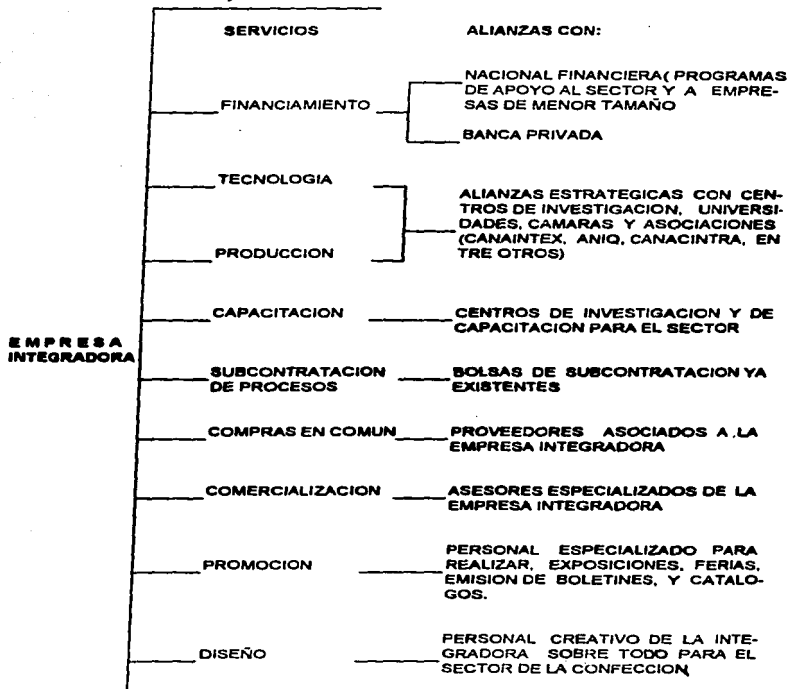 SERVICIOS ALIANZAS CON:
FINANCIAMIENTO
NACIONAL FINANCIERA( PROGRAMAS
DE APOYO AL SECTOR Y A EMPRE-
SAS DE MENOR TAMAÑO
BANCA PRIVADA
TECNOLOGIA
PRODUCCION
ALIANZAS ESTRATEGICAS CON CEN-
TROS DE INVESTIGACION, UNIVERSI-
DADES, CAMARAS Y ASOCIACIONES
(CANAINTEX, ANIQ, CANACINTRA, EN
TRE OTROS)
CAPACITACION
CENTROS DE INVESTIGACION Y DE
CAPACITACION PARA EL SECTOR
EMPRESA
INTEGRADORA
SUBCONTRATACION
DE PROCESOS
BOLSAS DE SUBCONTRATACION YA
EXISTENTES
COMPRAS EN COMUN
PROVEEDORES ASOCIADOS A LA
EMPRESA INTEGRADORA
COMERCIALIZACION
ASESORES ESPECIALIZADOS DE LA
EMPRESA INTEGRADORA
PROMOCION
PERSONAL ESPECIALIZADO PARA
REALIZAR, EXPOSICIONES, FERIAS,
EMISION DE BOLETINES, Y CATALO-
GOS.
DISEÑO
PERSONAL CREATIVO DE LA INTE-
GRADORA SOBRE TODO PARA EL
SECTOR DE LA CONFECCION